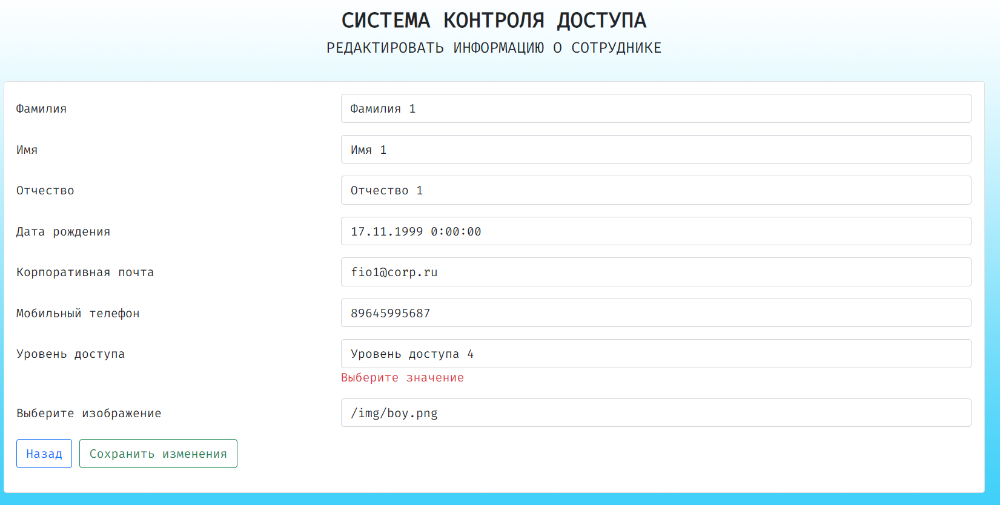 СИСТЕМА КОНТРОЛЯ ДОСТУПА
РЕДАКТИРОВАТЬ ИНФОРМАЦИЮ О СОТРУДНИКЕ
Фамилия Фамилия 1
Имя Имя 1
Отчество Отчество 1
Дата рождения 17.11.1999 0:00:00
Корпоративная почта fio1@corp.ru
Мобильный телефон 89645995687
Уровень доступа Уровень доступа 4
Выберите значение
Выберите изображение /img/boy.png
Назад Сохранить изменения